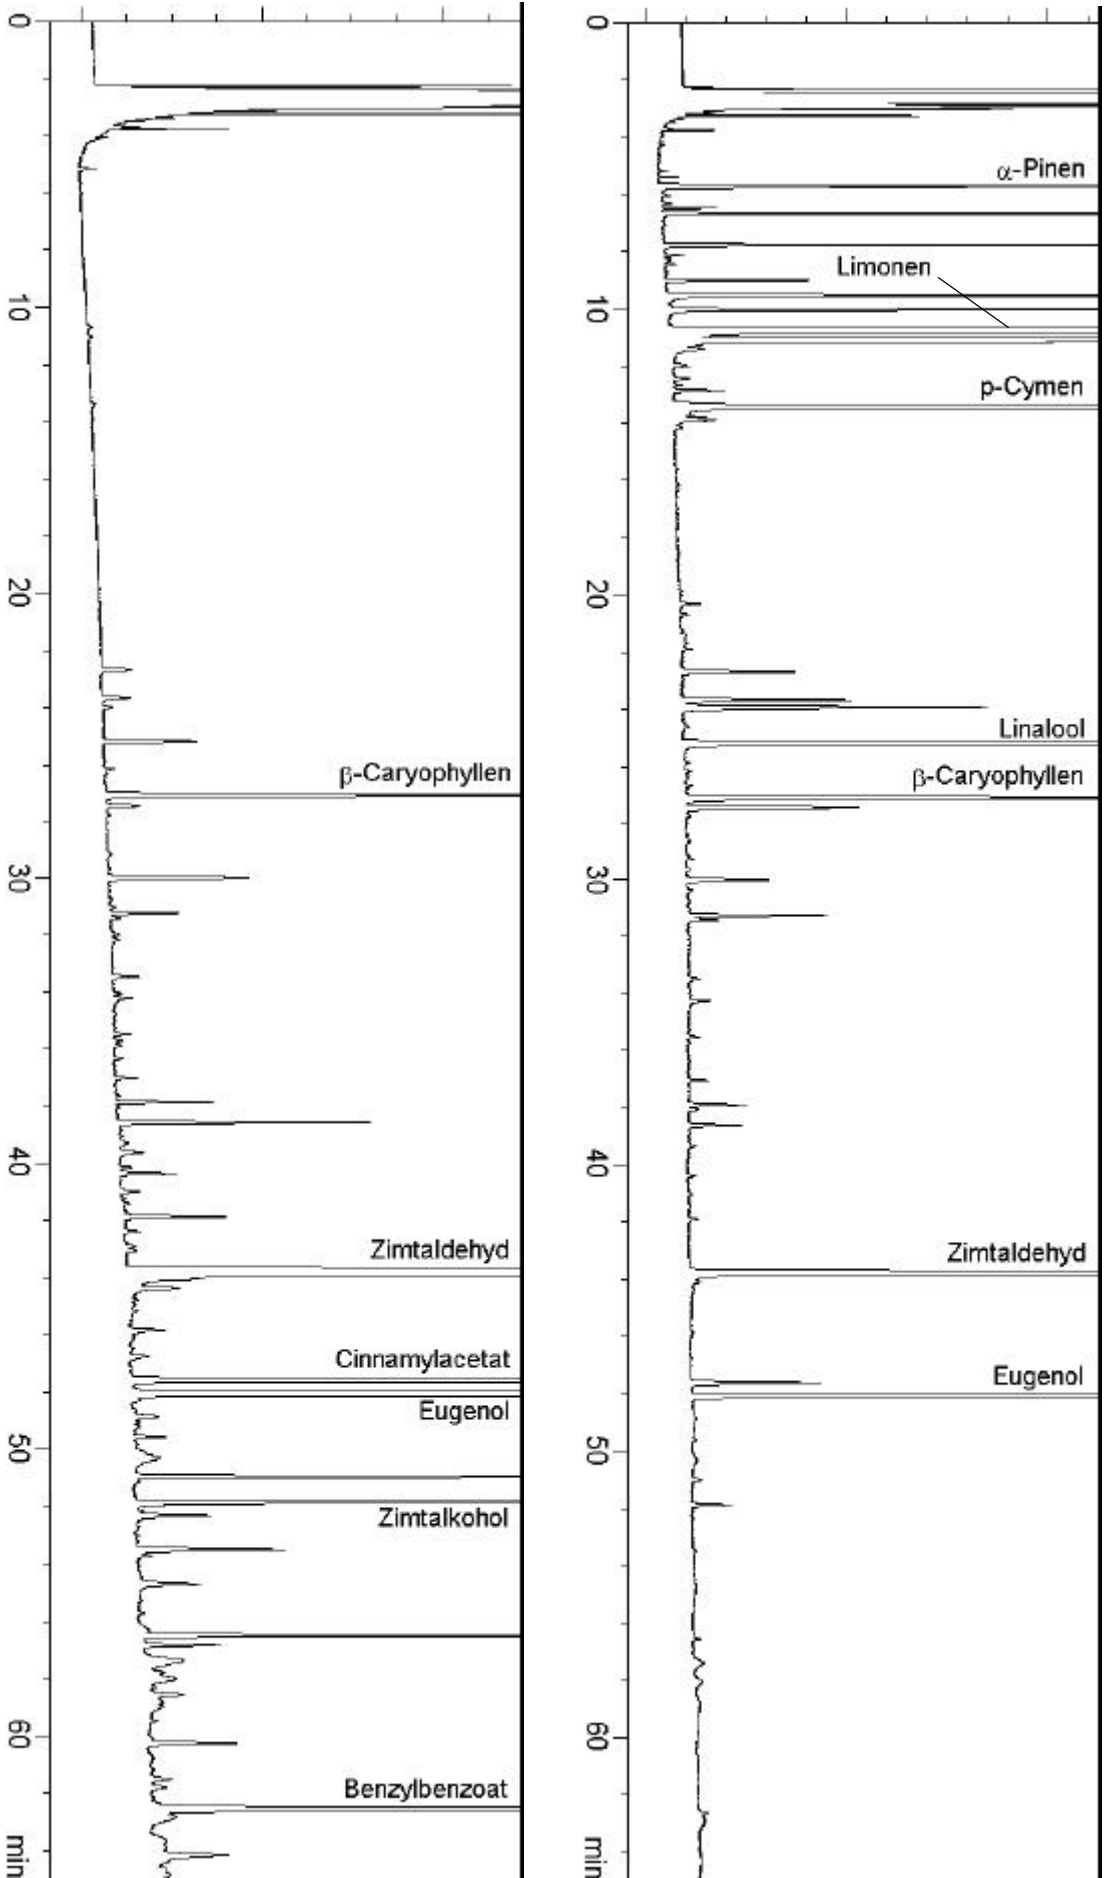 0
10
20
β-Caryophyllen
30
40
Zimtaldehyd
Cinnamylacetat
Eugenol
50
Zimtalkohol
60
Benzylbenzoat
min
0
α-Pinen
Limonen
10
p-Cymen
20
Linalool
β-Caryophyllen
30
40
Zimtaldehyd
Eugenol
50
60
min